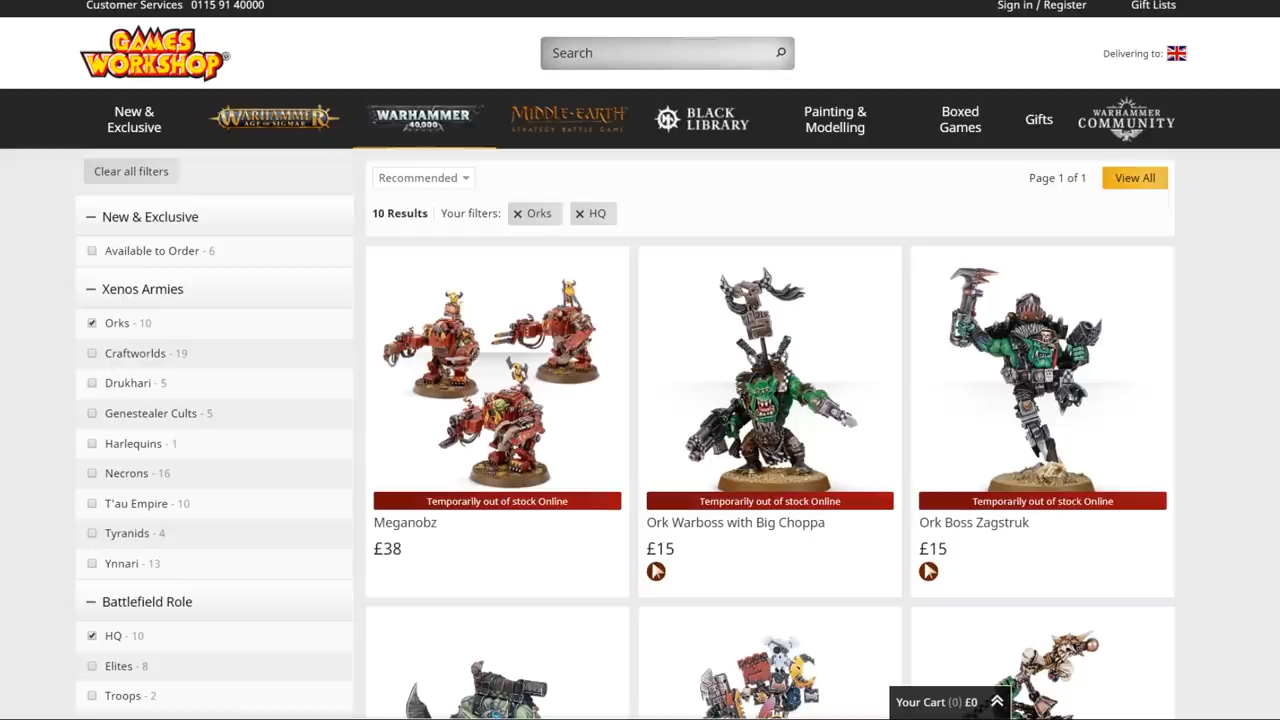 Customer Services 0115 91 40000
Sign in / Register
Gift Lists
GAMES
WORKSHOP®
Search
Delivering to:
New &
Exclusive
WARHAMMER
AGE OF SIGMAR
WARHAMMER
40,000
MIDDLE-EARTH
STRATEGY BATTLE GAME
BLACK
LIBRARY
Painting &
Modelling
Boxed
Games
Gifts
WARHAMMER
COMMUNITY
Clear all filters
Recommended
Page 1 of 1
View All
10 Results
Your filters:
Orks
HQ
New & Exclusive
Available to Order - 6
Xenos Armies
Orks - 10
Craftworlds - 19
Drukhari - 5
Genestealer Cults - 5
Harlequins - 1
Necrons - 16
T'au Empire - 10
Tyranids - 4
Ynnari - 13
Battlefield Role
HQ - 10
Elites - 8
Troops - 2
Temporarily out of stock Online
Meganobz
£38
Temporarily out of stock Online
Ork Warboss with Big Choppa
£15
Temporarily out of stock Online
Ork Boss Zagstruk
£15
Your Cart (0) £0